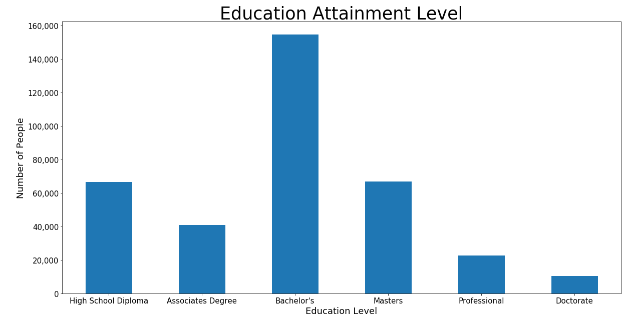 Education Attainment Level
Number of People
160,000
140,000
120,000
100,000
80,000
60,000
40,000
20,000
0
High School Diploma
Associates Degree
Bachelor's
Masters
Professional
Doctorate
Education Level